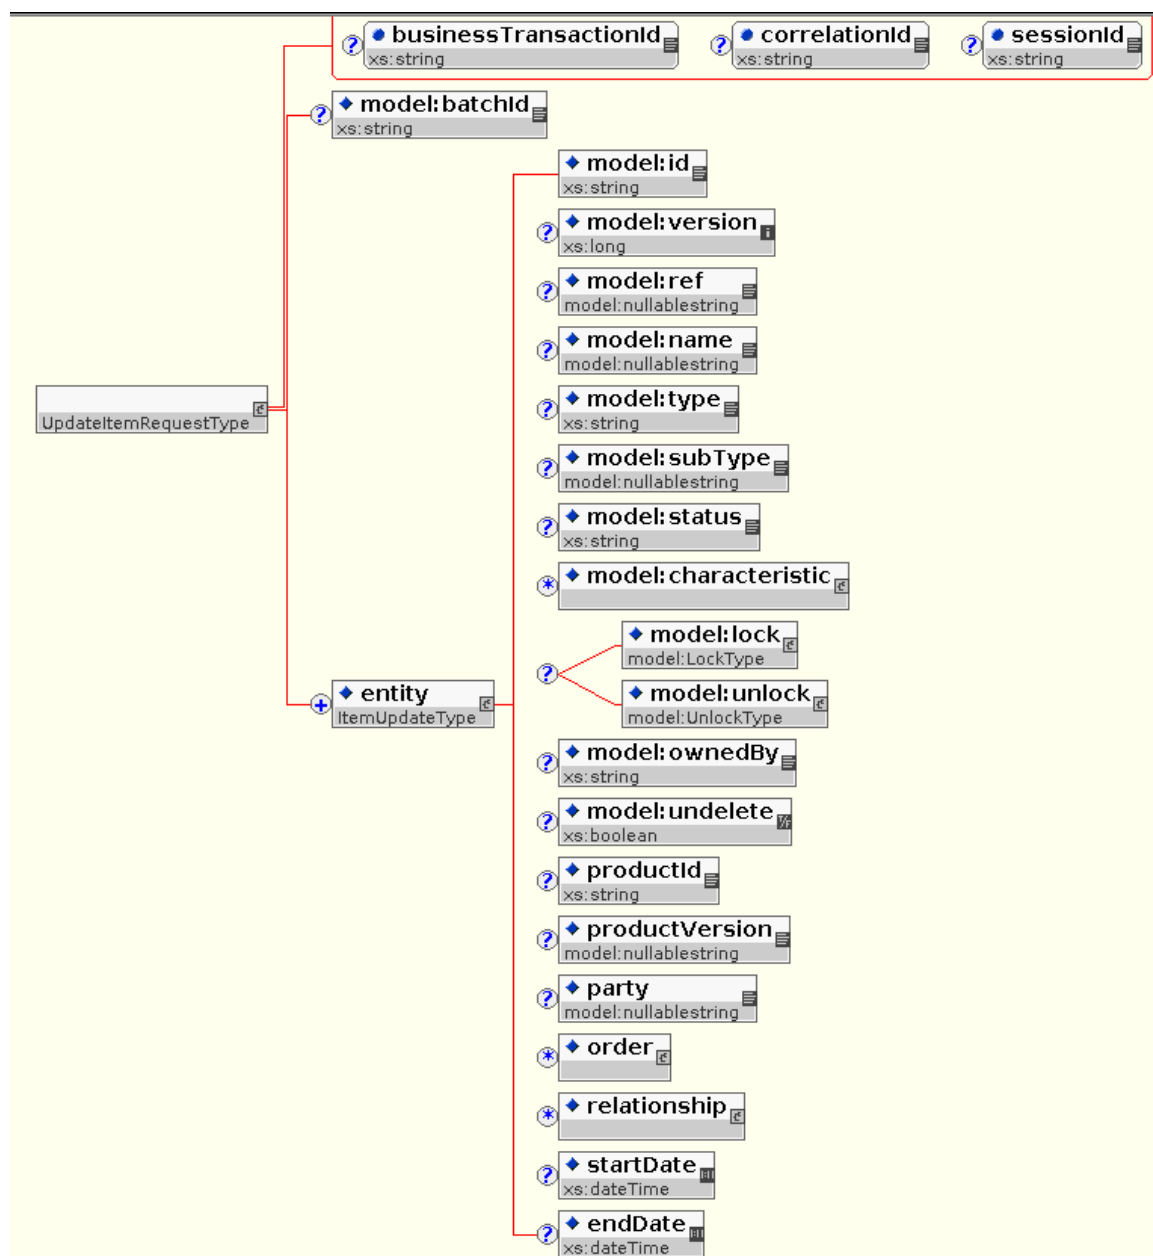 businessTransactionId correlationId sessionId
xs:string xs:string xs:string
model:batchId
xs:string
model:id
xs:string
model:version
xs:long
model:ref
model:nullablestring
model:name
model:nullablestring
model:type
xs:string
UpdateItemRequestType
model:subType
model:nullablestring
model:status
xs:string
model:characteristic
model:lock
model:LockType
entity
ItemUpdateType
model:unlock
model:UnlockType
model:ownedBy
xs:string
model:undelete
xs:boolean
productId
xs:string
productVersion
model:nullablestring
party
model:nullablestring
order
relationship
startDate
xs:dateTime
endDate
xs:dateTime